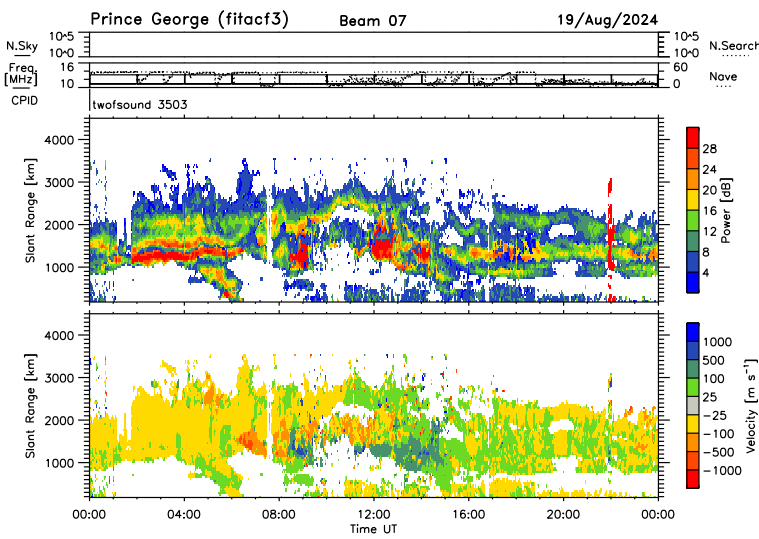 Prince George (fitacf3) Beam 07 19/Aug/2024
N.Sky 10^5 10^0 10^5 10^0 N.Search
Freq. [MHz] 16 10 60 0 Nave
CPID twofsound 3503
Slant Range [km] 4000 3000 2000 1000
Power [dB] 28 24 20 16 12 8 4
Slant Range [km] 4000 3000 2000 1000
Velocity [m s⁻¹] 1000 500 100 25 −25 −100 −500 −1000
00:00 04:00 08:00 12:00 16:00 20:00 00:00
Time UT